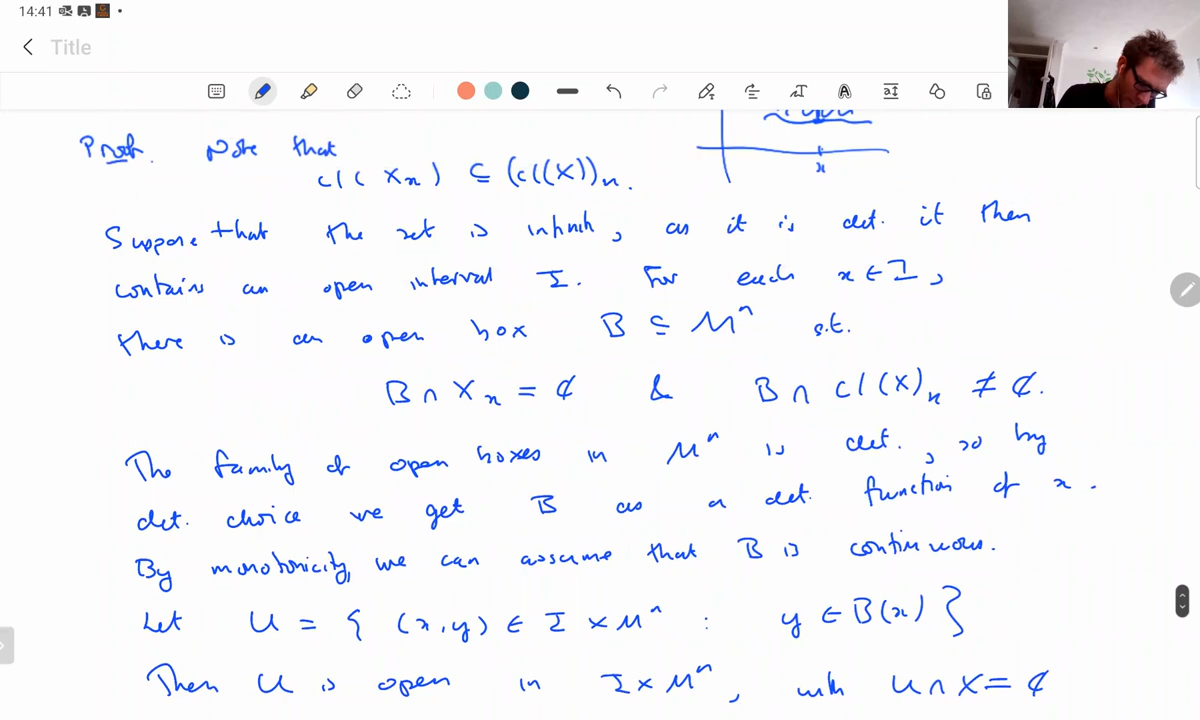 14:41
Title
Proof. Note that
cl(X_x) ⊆ (cl(X))_x.
x
Suppose that the set is infinite, as it is def. it then
contains an open interval I. For each x ∈ I,
there is an open box B ⊆ M^n s.t.
B ∩ X_x = ∅ & B ∩ cl(X)_x ≠ ∅.
The family of open boxes in M^n is def., so by
def. choice we get B as a def. function of x.
By monotonicity, we can assume that B is continuous.
Let U = { (x,y) ∈ I × M^n : y ∈ B(x) }
Then U is open in I × M^n, with U ∩ X = ∅